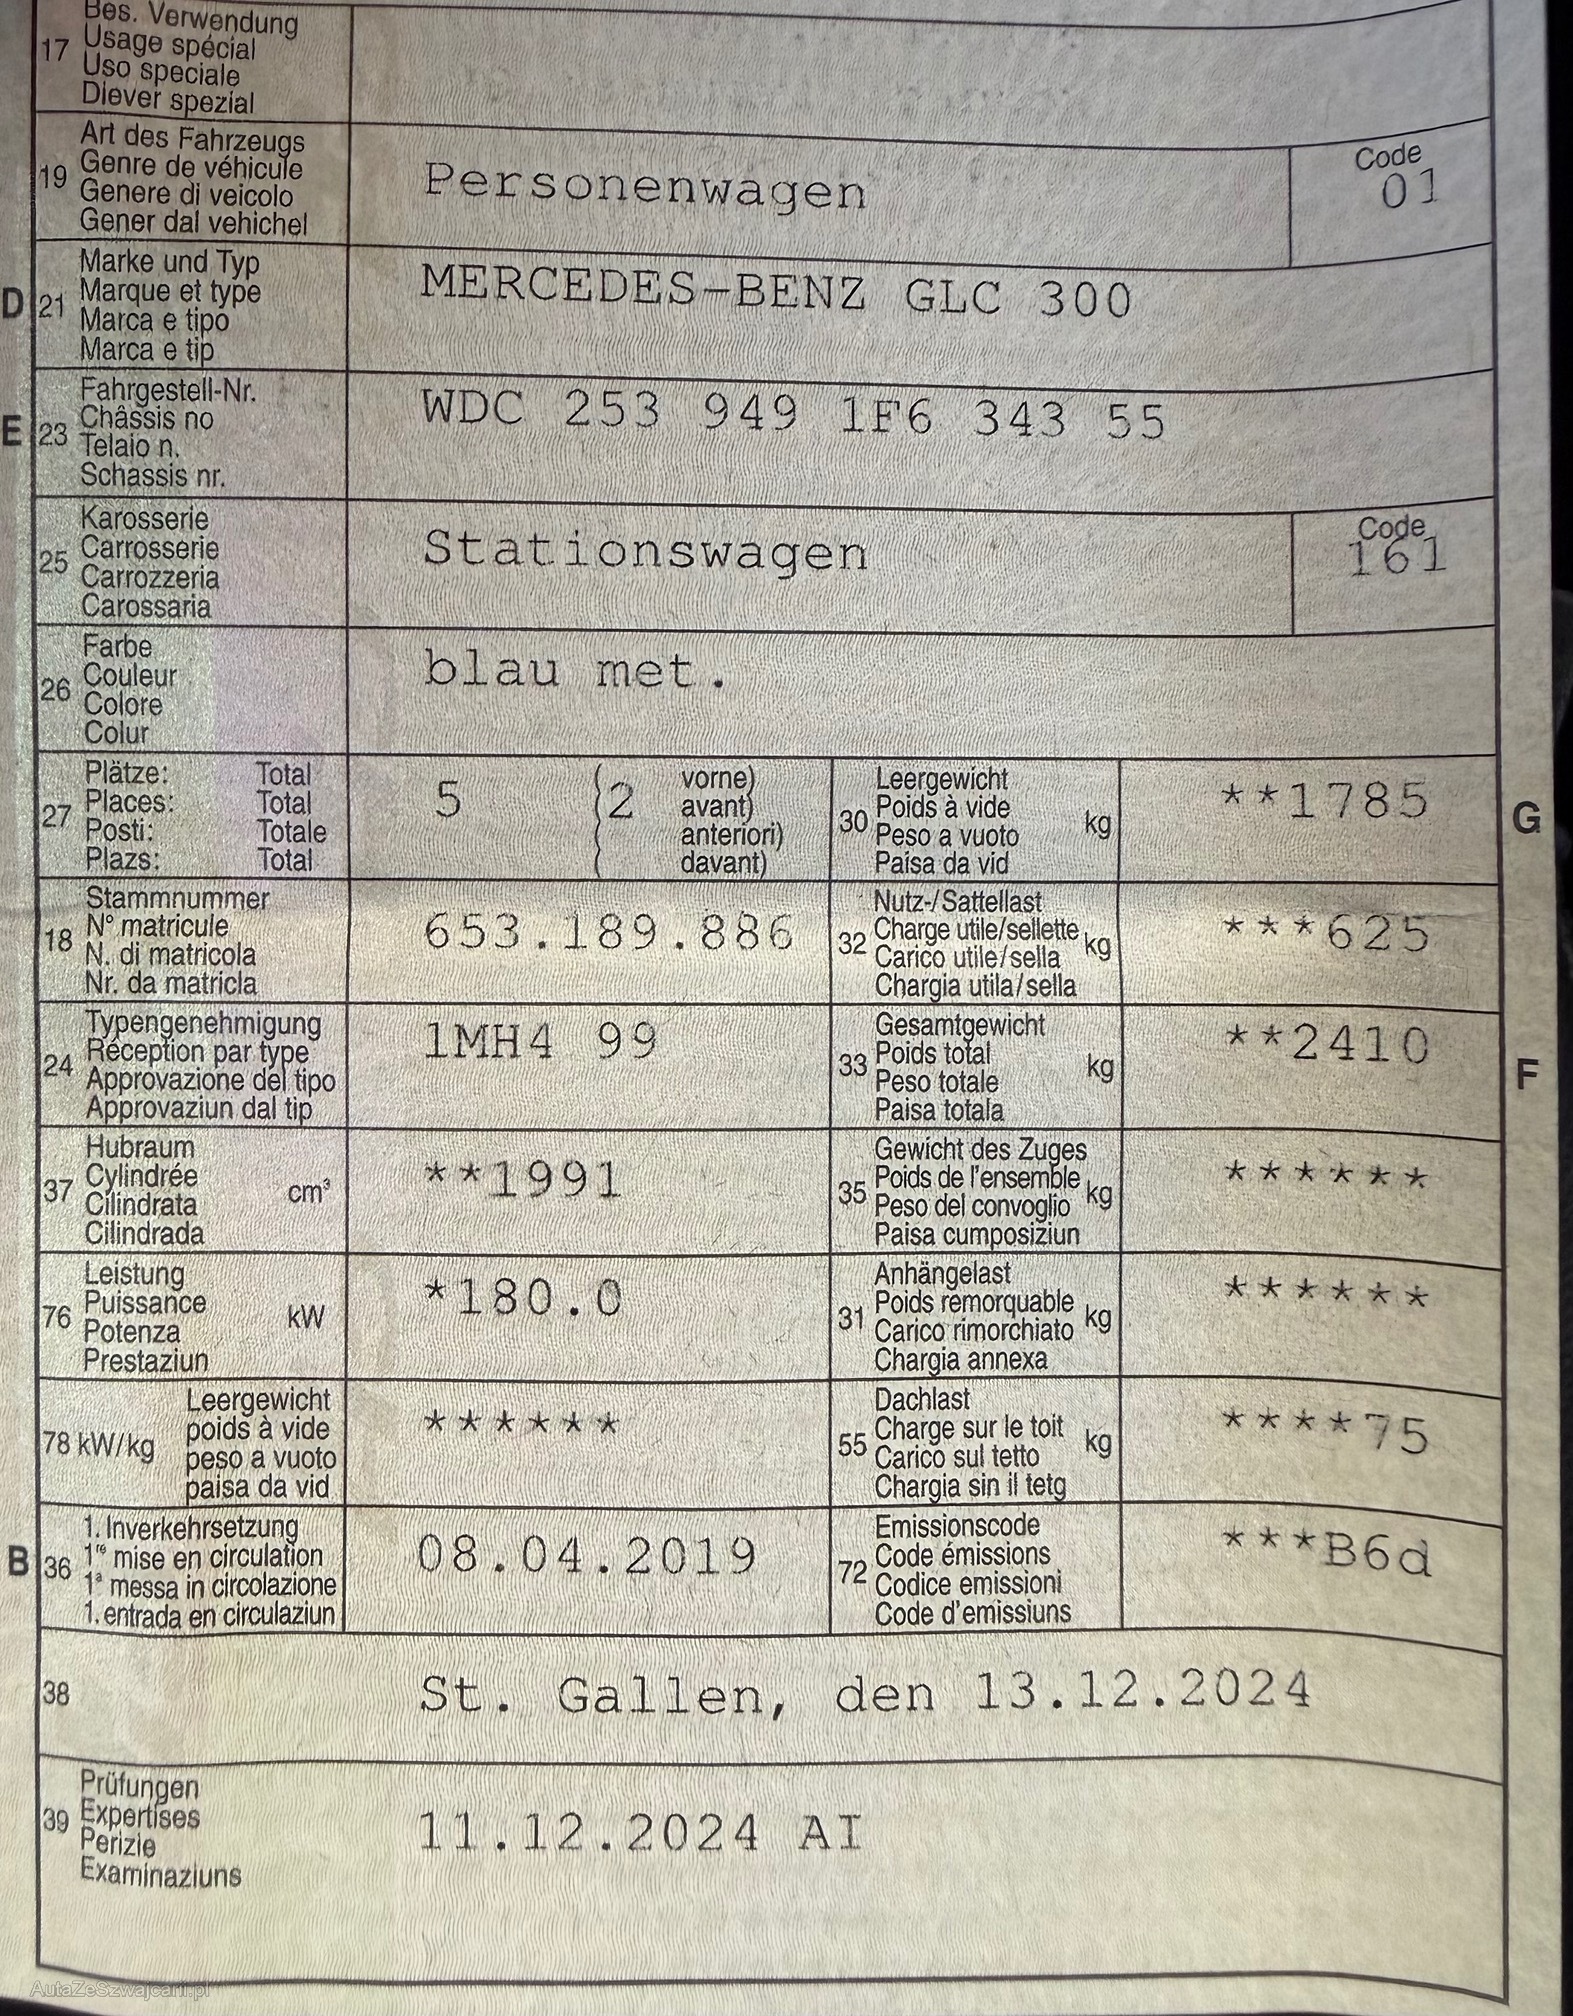 Bes. Verwendung
17 Usage spécial
Uso speciale
Diever spezial
Art des Fahrzeugs
19 Genre de véhicule
Genere di veicolo
Gener dal vehichel
Personenwagen
Code
01
D 21 Marke und Typ
Marque et type
Marca e tipo
Marca e tip
MERCEDES-BENZ GLC 300
E 23 Fahrgestell-Nr.
Châssis no
Telaio n.
Schassis nr.
WDC 253 949 1F6 343 55
25 Karosserie
Carrosserie
Carrozzeria
Carossaria
Stationswagen
Code
161
26 Farbe
Couleur
Colore
Colur
blau met.
27 Plätze: Total
Places: Total
Posti: Totale
Plazs: Total
5 (2 vorne)
avant)
anteriori)
davant)
30 Leergewicht
Poids à vide
Peso a vuoto kg
Paisa da vid
**1785
G
18 Stammnummer
N° matricule
N. di matricola
Nr. da matricla
653.189.886
32 Nutz-/Sattellast
Charge utile/sellette kg
Carico utile/sella
Chargia utila/sella
***625
24 Typengenehmigung
Réception par type
Approvazione del tipo
Approvaziun dal tip
1MH4 99
33 Gesamtgewicht
Poids total
Peso totale kg
Paisa totala
**2410
F
37 Hubraum
Cylindrée
Cilindrata cm³
Cilindrada
**1991
35 Gewicht des Zuges
Poids de l'ensemble kg
Peso del convoglio
Paisa cumposiziun
******
76 Leistung
Puissance
Potenza kW
Prestaziun
*180.0
31 Anhängelast
Poids remorquable kg
Carico rimorchiato
Chargia annexa
******
78 kW/kg Leergewicht
poids à vide
peso a vuoto
paisa da vid
******
55 Dachlast
Charge sur le toit
Carico sul tetto kg
Chargia sin il tetg
****75
B 36 1. Inverkehrsetzung
1re mise en circulation
1a messa in circolazione
1. entrada en circulaziun
08.04.2019
72 Emissionscode
Code émissions
Codice emissioni
Code d'emissiuns
***B6d
38 St. Gallen, den 13.12.2024
39 Prüfungen
Expertises
Perizie
Examinaziuns
11.12.2024 AI
AutaZeSzwajcarii.pl